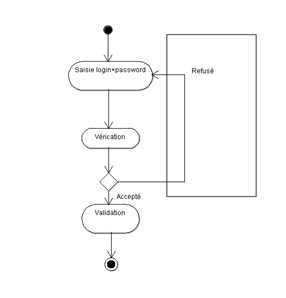 Saisie login+password
Refusé
Vérication
Accepté
Validation